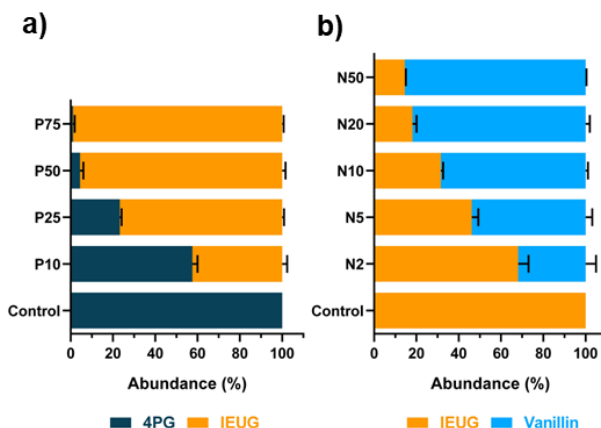 a)
P75
P50
P25
P10
Control
0 20 40 60 80 100
Abundance (%)
4PG IEUG
b)
N50
N20
N10
N5
N2
Control
0 20 40 60 80 100
Abundance (%)
IEUG Vanillin